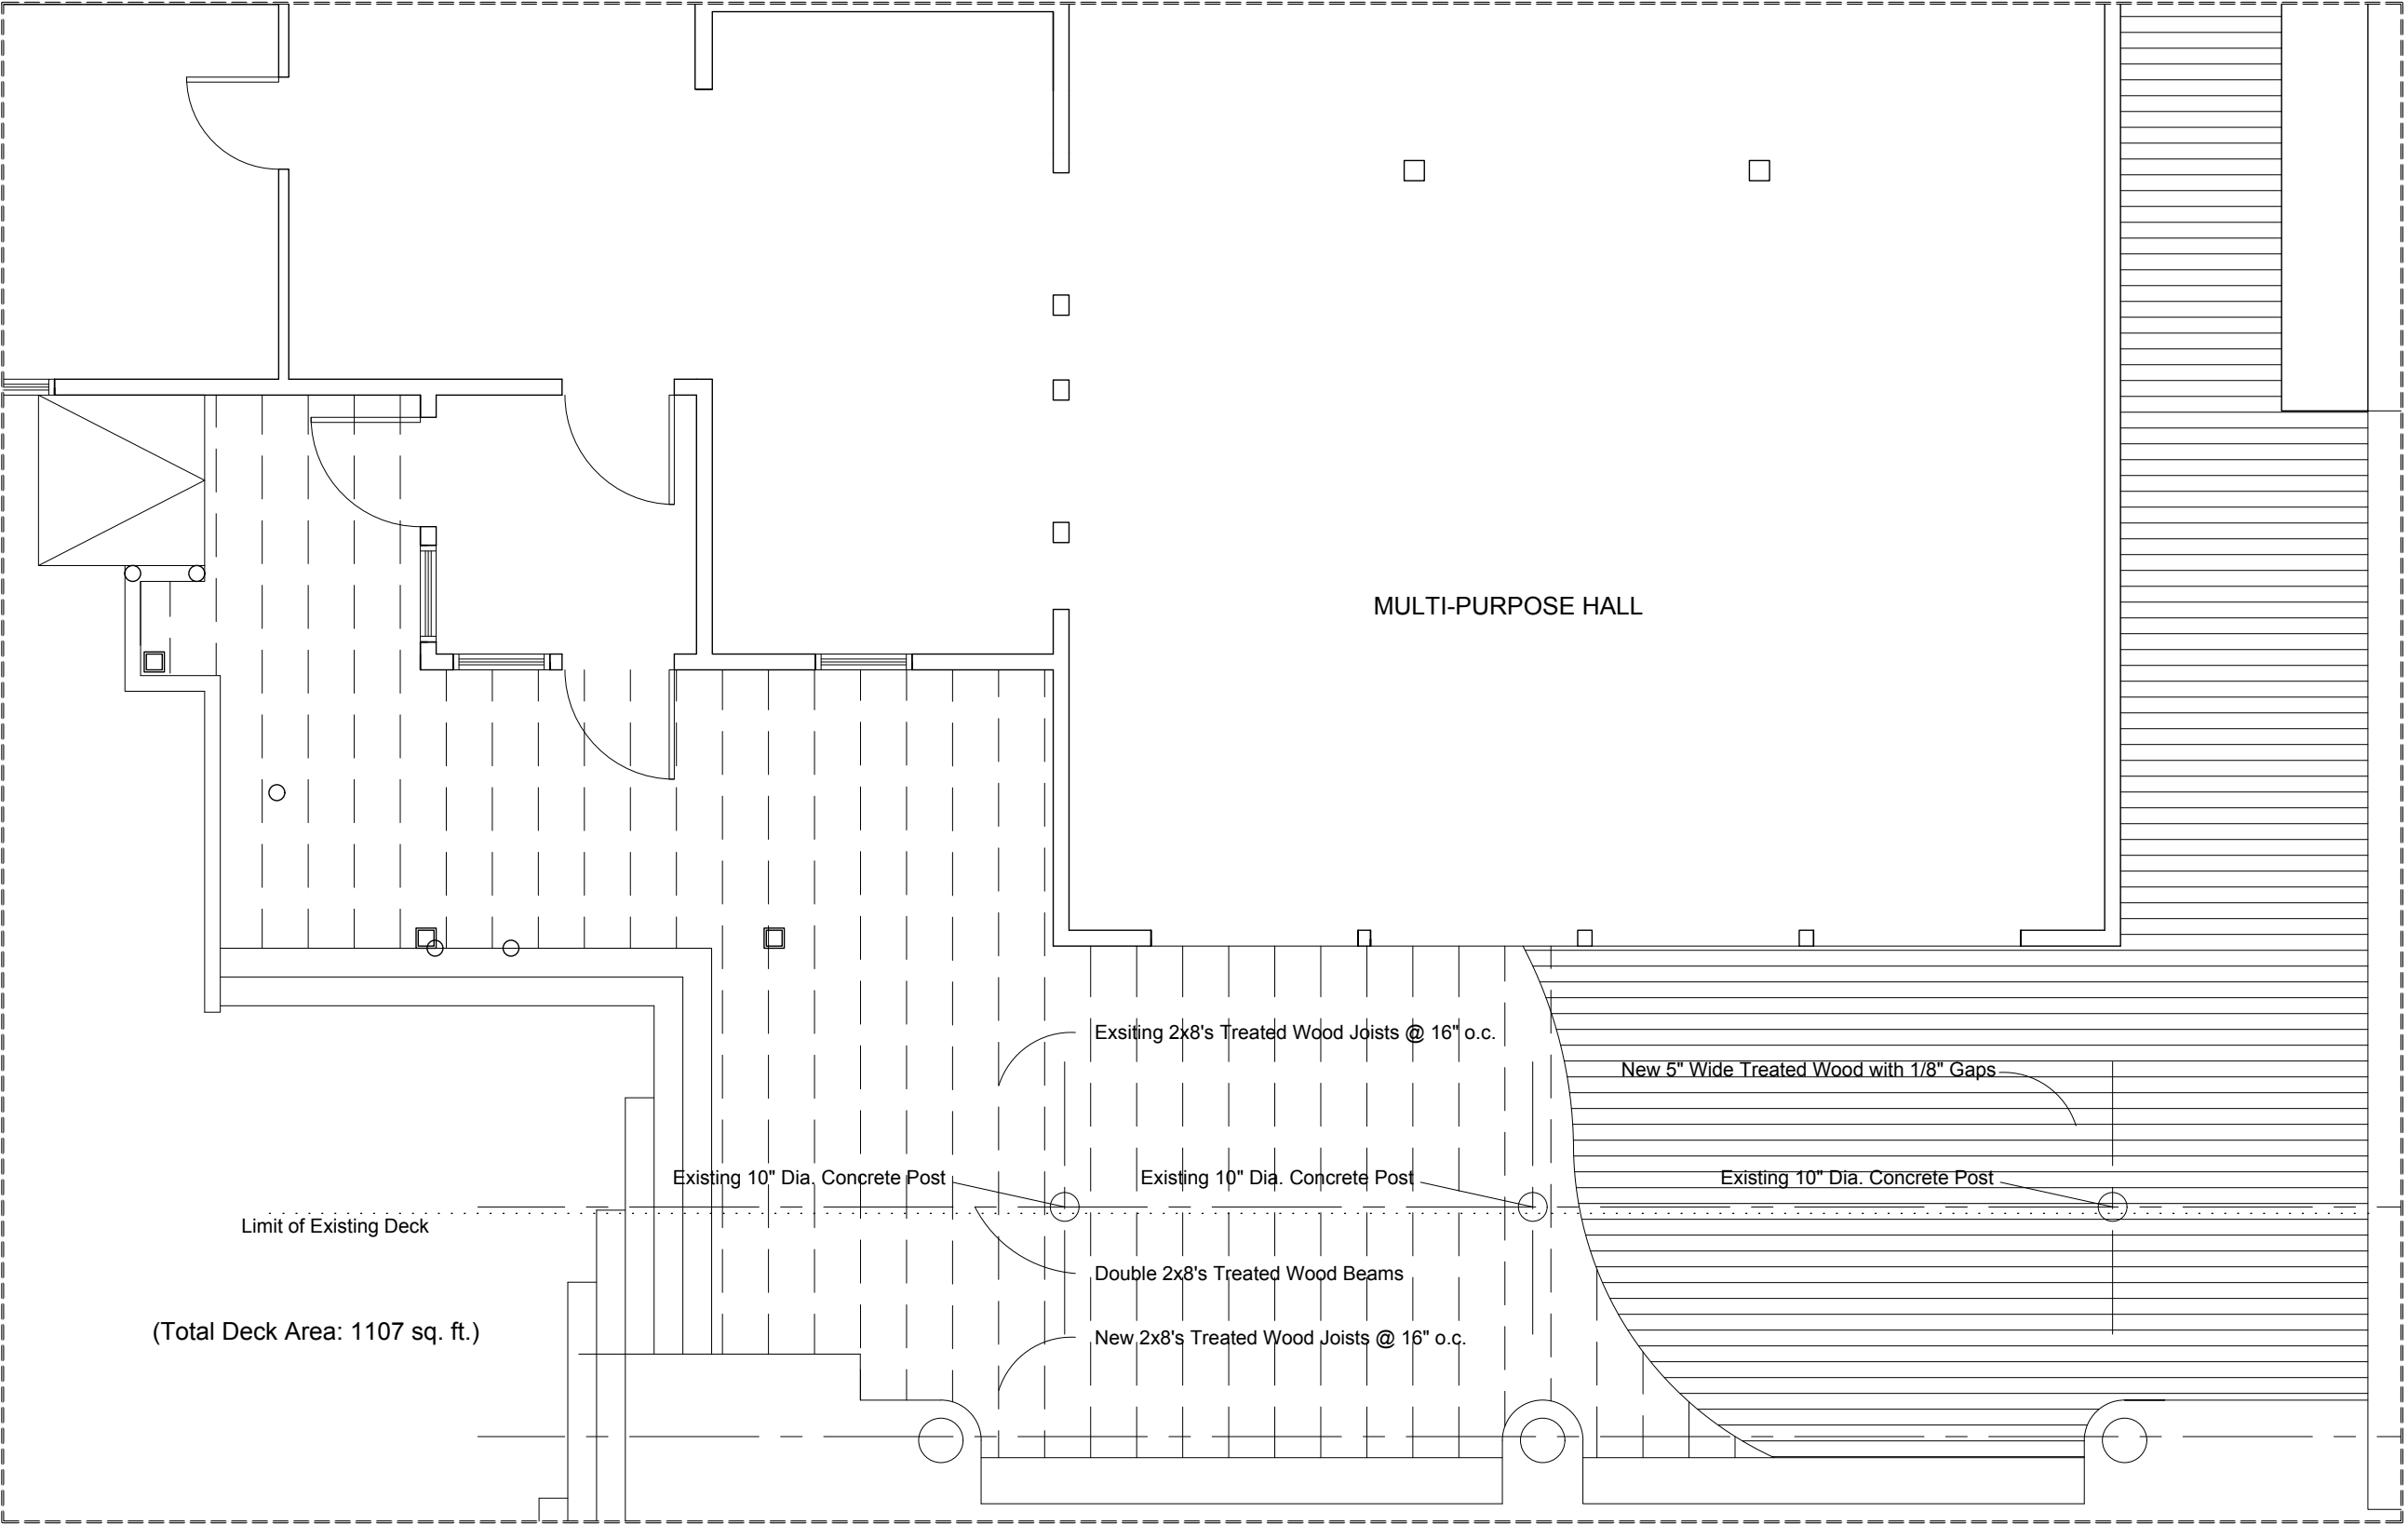 MULTI-PURPOSE HALL
Exsiting 2x8's Treated Wood Joists @ 16" o.c.
New 5" Wide Treated Wood with 1/8" Gaps
Existing 10" Dia. Concrete Post
Existing 10" Dia. Concrete Post
Existing 10" Dia. Concrete Post
Limit of Existing Deck
Double 2x8's Treated Wood Beams
(Total Deck Area: 1107 sq. ft.)
New 2x8's Treated Wood Joists @ 16" o.c.